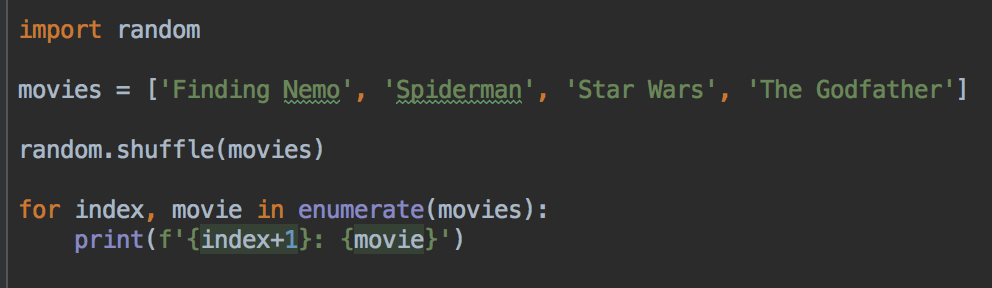 import random
movies = ['Finding Nemo', 'Spiderman', 'Star Wars', 'The Godfather']
random.shuffle(movies)
for index, movie in enumerate(movies):
    print(f'{index+1}: {movie}')